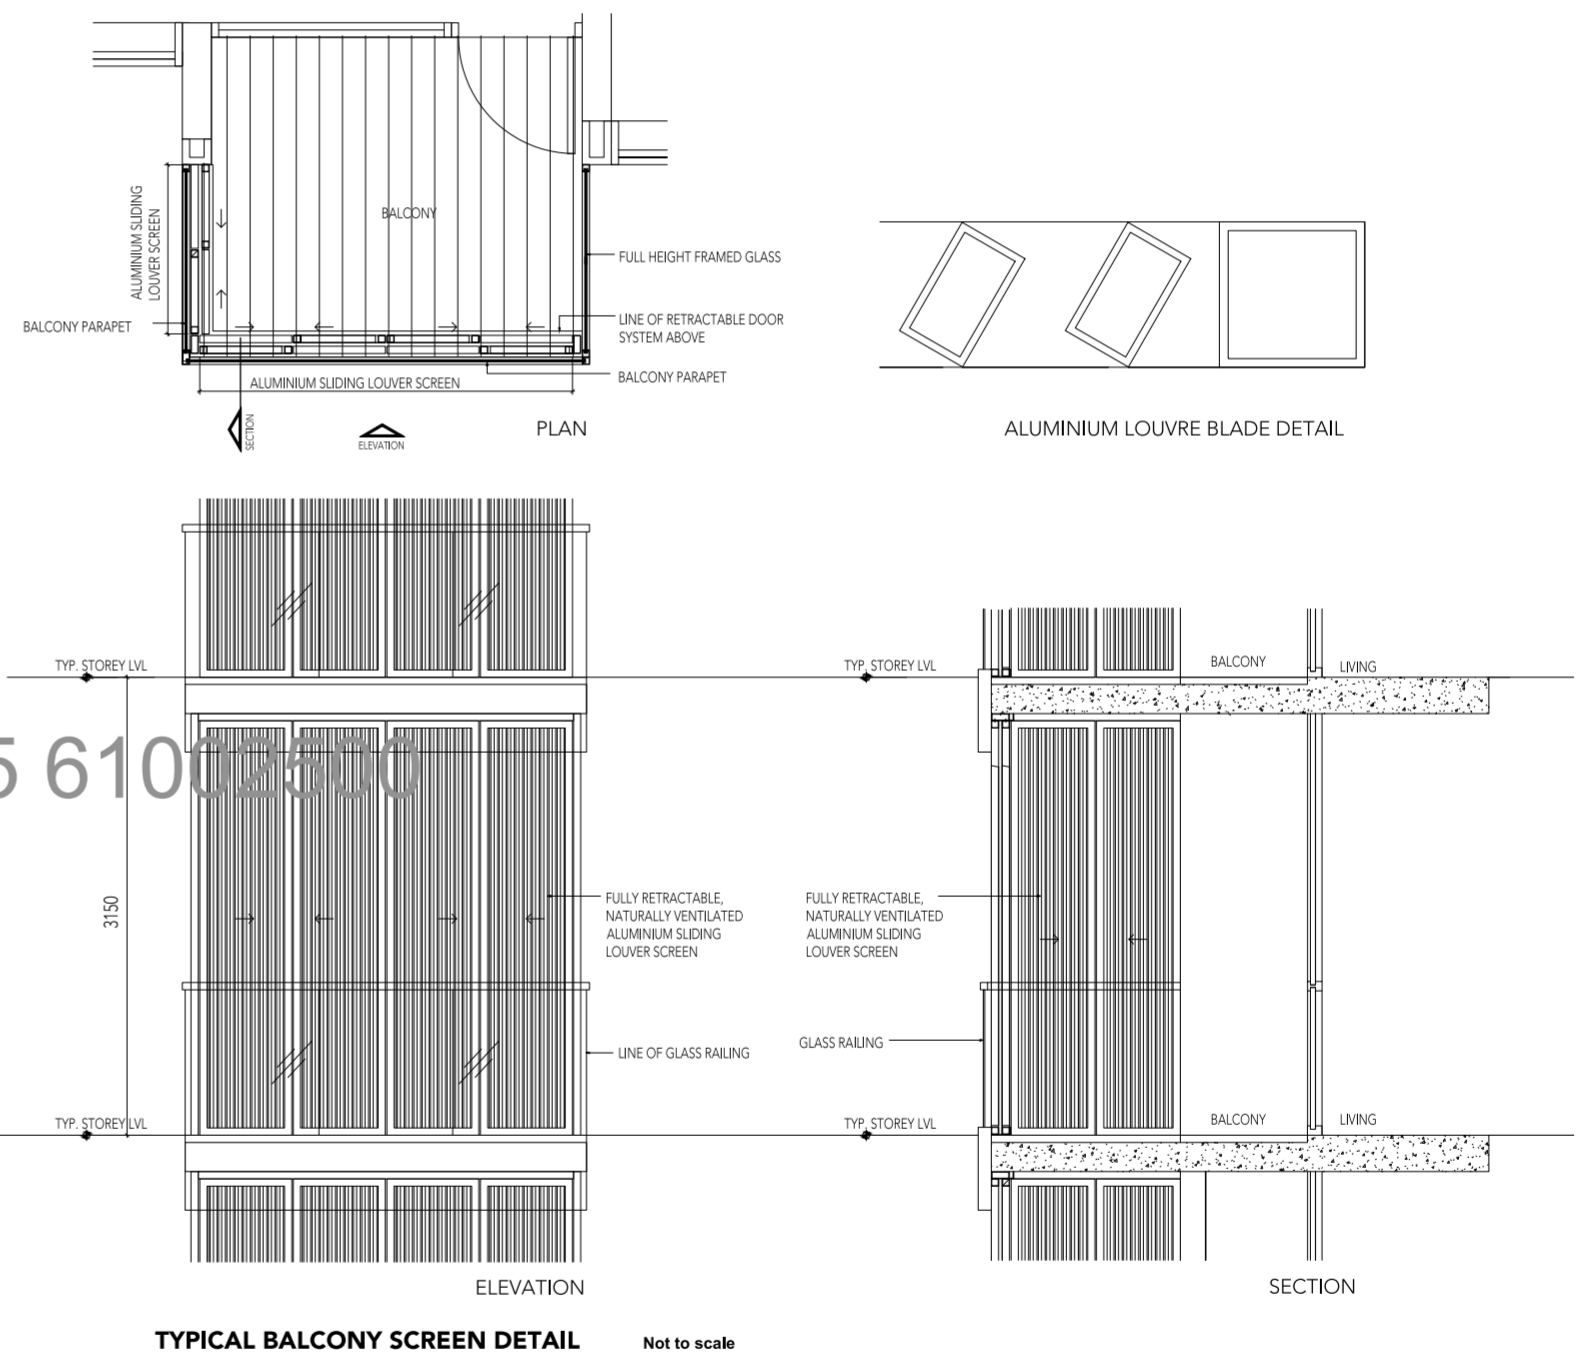 ALUMINIUM SLIDING
LOUVER SCREEN
BALCONY
FULL HEIGHT FRAMED GLASS
BALCONY PARAPET
LINE OF RETRACTABLE DOOR
SYSTEM ABOVE
BALCONY PARAPET
ALUMINIUM SLIDING LOUVER SCREEN
SECTION
ELEVATION
PLAN
ALUMINIUM LOUVRE BLADE DETAIL
TYP. STOREY LVL
5 61002500
3150
FULLY RETRACTABLE,
NATURALLY VENTILATED
ALUMINIUM SLIDING
LOUVER SCREEN
LINE OF GLASS RAILING
TYP. STOREY LVL
ELEVATION
TYP. STOREY LVL
BALCONY
LIVING
FULLY RETRACTABLE,
NATURALLY VENTILATED
ALUMINIUM SLIDING
LOUVER SCREEN
GLASS RAILING
TYP. STOREY LVL
BALCONY
LIVING
SECTION
TYPICAL BALCONY SCREEN DETAIL
Not to scale